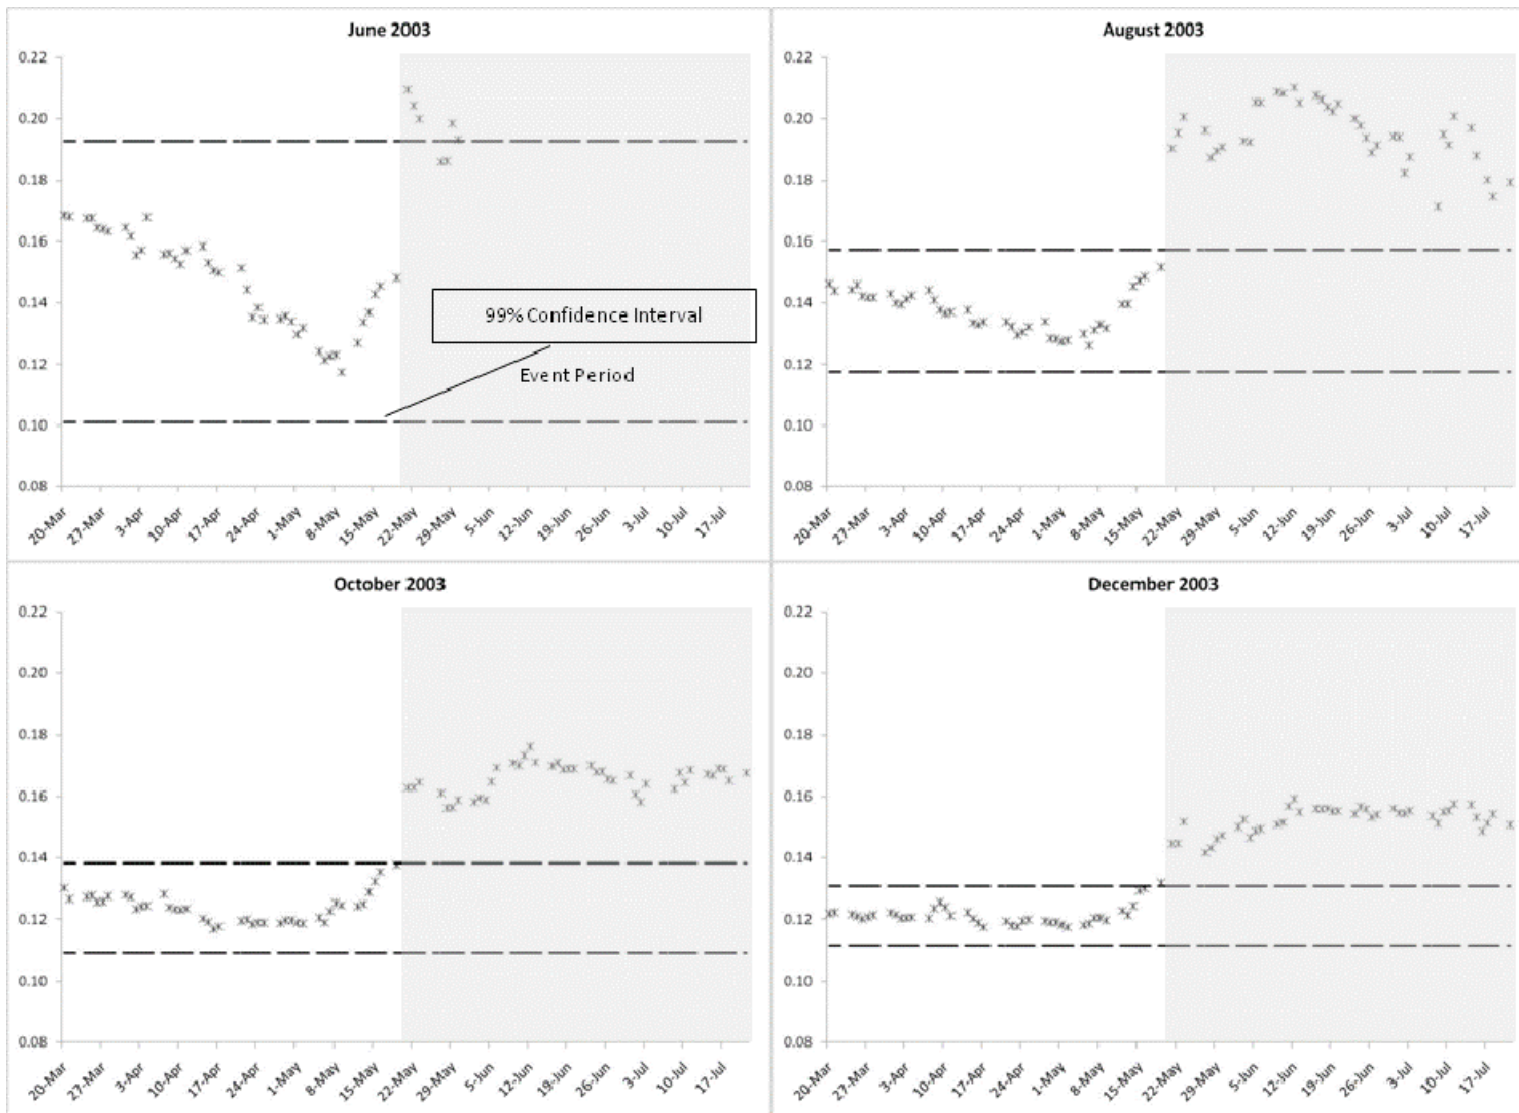 June 2003
0.22
0.20
0.18
0.16
0.14
0.12
0.10
0.08
99% Confidence Interval
Event Period
20-Mar
27-Mar
3-Apr
10-Apr
17-Apr
24-Apr
1-May
8-May
15-May
22-May
29-May
5-Jun
12-Jun
19-Jun
26-Jun
3-Jul
10-Jul
17-Jul
August 2003
0.22
0.20
0.18
0.16
0.14
0.12
0.10
0.08
20-Mar
27-Mar
3-Apr
10-Apr
17-Apr
24-Apr
1-May
8-May
15-May
22-May
29-May
5-Jun
12-Jun
19-Jun
26-Jun
3-Jul
10-Jul
17-Jul
October 2003
0.22
0.20
0.18
0.16
0.14
0.12
0.10
0.08
20-Mar
27-Mar
3-Apr
10-Apr
17-Apr
24-Apr
1-May
8-May
15-May
22-May
29-May
5-Jun
12-Jun
19-Jun
26-Jun
3-Jul
10-Jul
17-Jul
December 2003
0.22
0.20
0.18
0.16
0.14
0.12
0.10
0.08
20-Mar
27-Mar
3-Apr
10-Apr
17-Apr
24-Apr
1-May
8-May
15-May
22-May
29-May
5-Jun
12-Jun
19-Jun
26-Jun
3-Jul
10-Jul
17-Jul